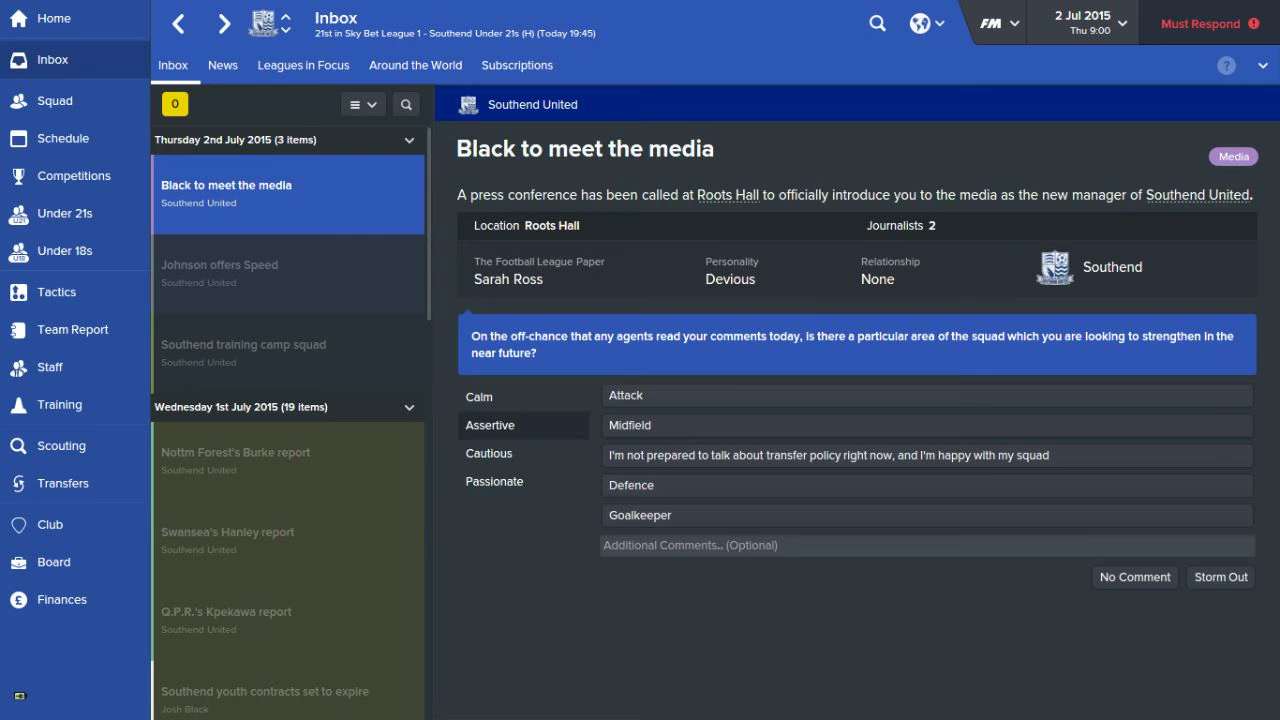 Home
Inbox
Squad
Schedule
Competitions
Under 21s
Under 18s
Tactics
Team Report
Staff
Training
Scouting
Transfers
Club
Board
Finances
Inbox
21st in Sky Bet League 1 - Southend Under 21s (H) (Today 19:45)
FM
2 Jul 2015
Thu 9:00
Must Respond
Inbox
News
Leagues in Focus
Around the World
Subscriptions
0
Thursday 2nd July 2015 (3 items)
Black to meet the media
Southend United
Johnson offers Speed
Southend United
Southend training camp squad
Southend United
Wednesday 1st July 2015 (19 items)
Nottm Forest's Burke report
Southend United
Swansea's Hanley report
Southend United
Q.P.R.'s Kpekawa report
Southend United
Southend youth contracts set to expire
Josh Black
Southend United
Black to meet the media
Media
A press conference has been called at Roots Hall to officially introduce you to the media as the new manager of Southend United.
Location Roots Hall
Journalists 2
The Football League Paper
Sarah Ross
Personality
Devious
Relationship
None
Southend
On the off-chance that any agents read your comments today, is there a particular area of the squad which you are looking to strengthen in the
near future?
Calm
Assertive
Cautious
Passionate
Attack
Midfield
I'm not prepared to talk about transfer policy right now, and I'm happy with my squad
Defence
Goalkeeper
Additional Comments.. (Optional)
No Comment
Storm Out